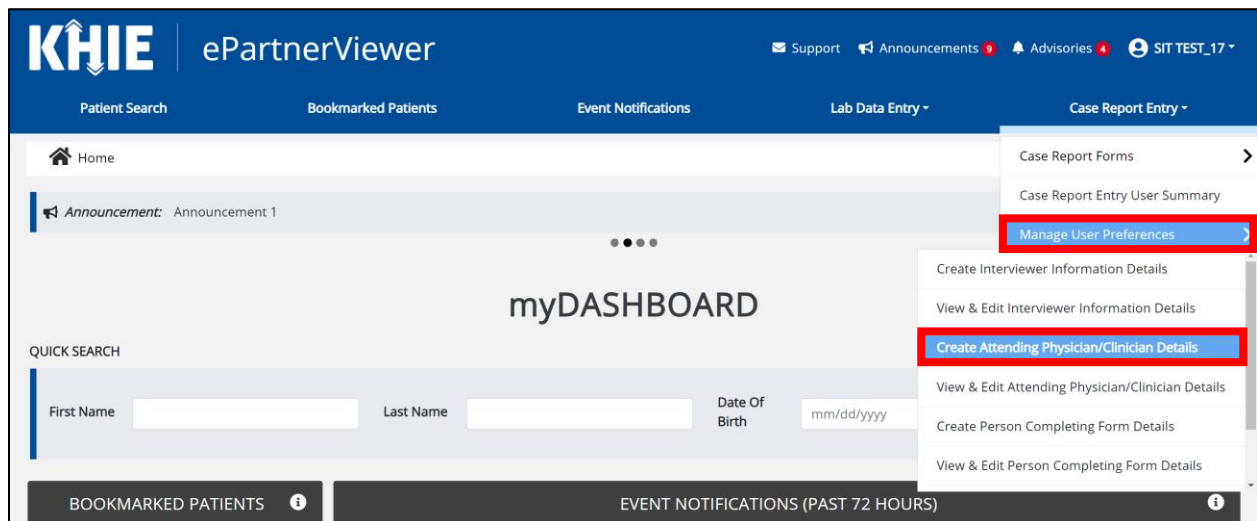 KHIE ePartnerViewer
Support Announcements 9 Advisories 4 SIT TEST_17
Patient Search Bookmarked Patients Event Notifications Lab Data Entry Case Report Entry
Home
Case Report Forms
Case Report Entry User Summary
Announcement: Announcement 1
Manage User Preferences
Create Interviewer Information Details
View & Edit Interviewer Information Details
myDASHBOARD
Create Attending Physician/Clinician Details
QUICK SEARCH
View & Edit Attending Physician/Clinician Details
First Name Last Name Date Of Birth mm/dd/yyyy
Create Person Completing Form Details
View & Edit Person Completing Form Details
BOOKMARKED PATIENTS EVENT NOTIFICATIONS (PAST 72 HOURS)